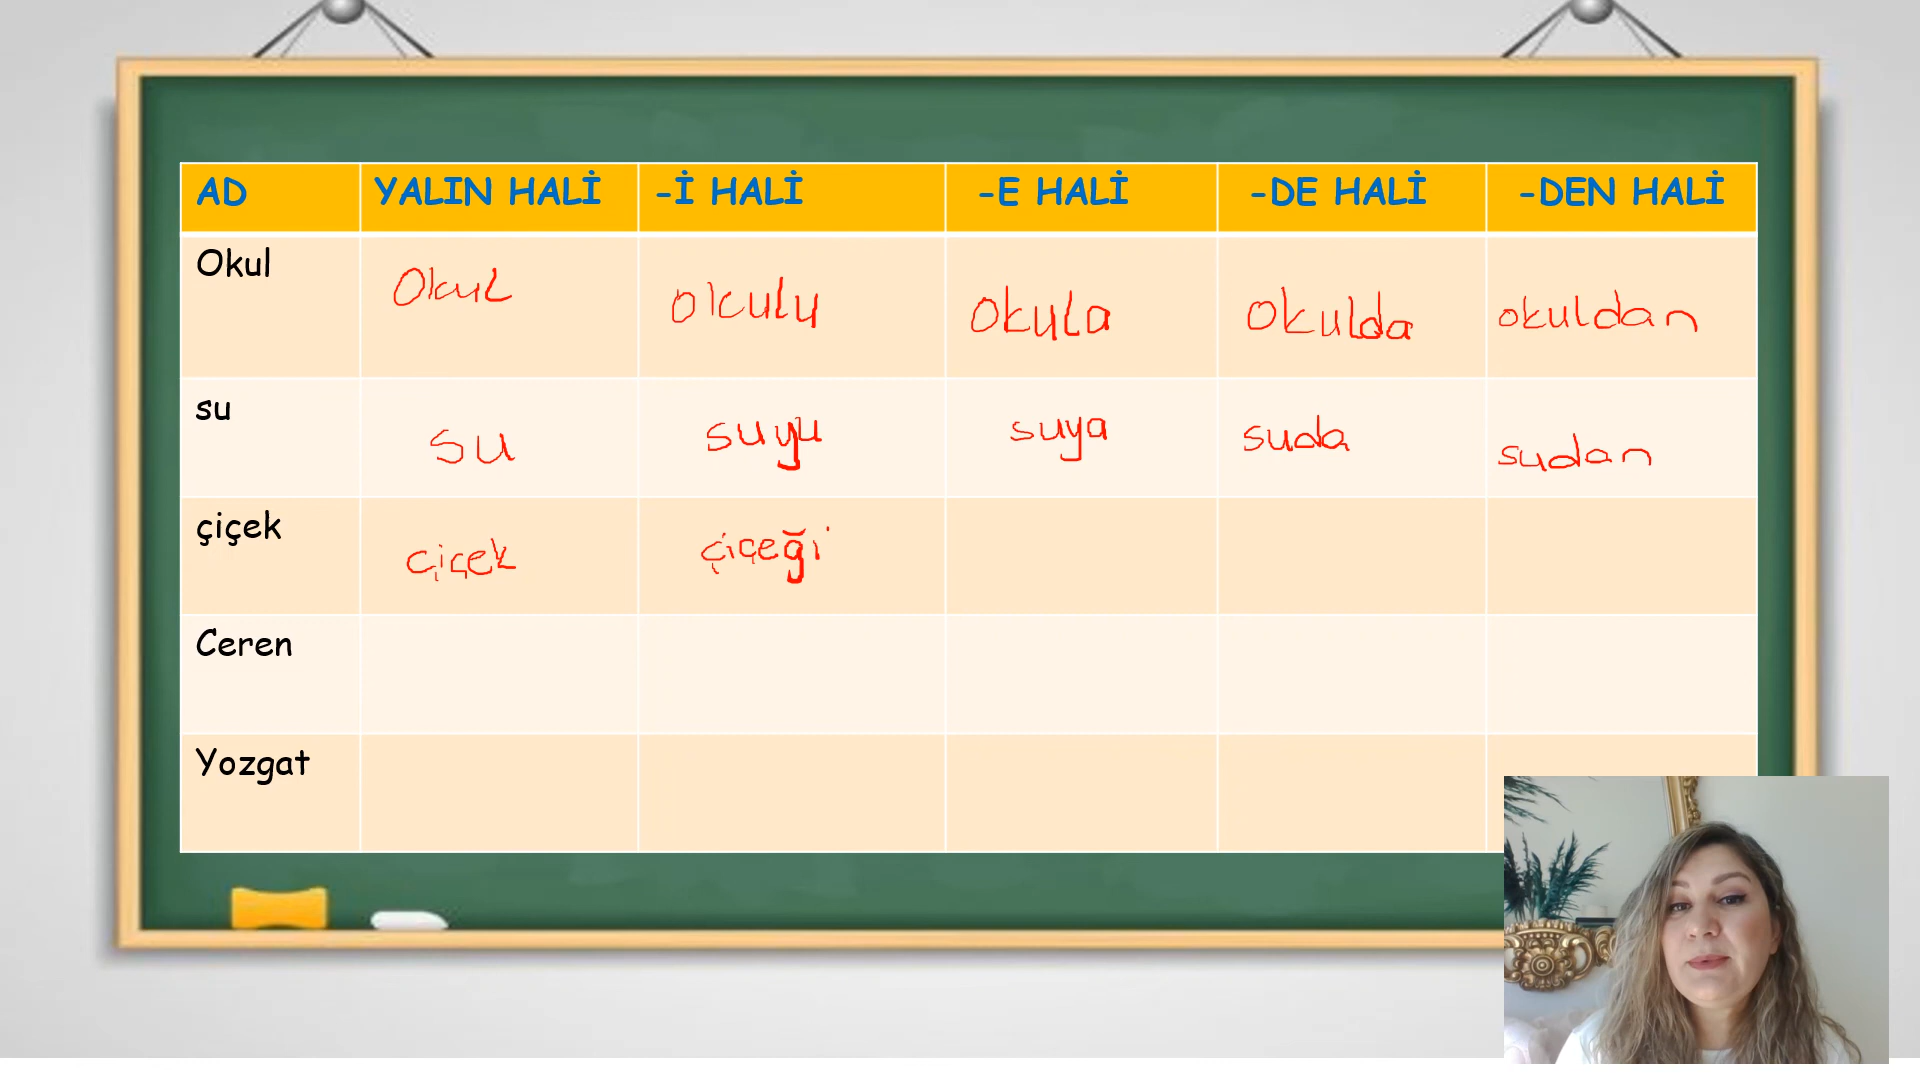 AD YALIN HALİ -İ HALİ -E HALİ -DE HALİ -DEN HALİ
Okul Okul okulu okula okulda okuldan
su su suyu suya suda sudan
çiçek çiçek çiçeği
Ceren
Yozgat